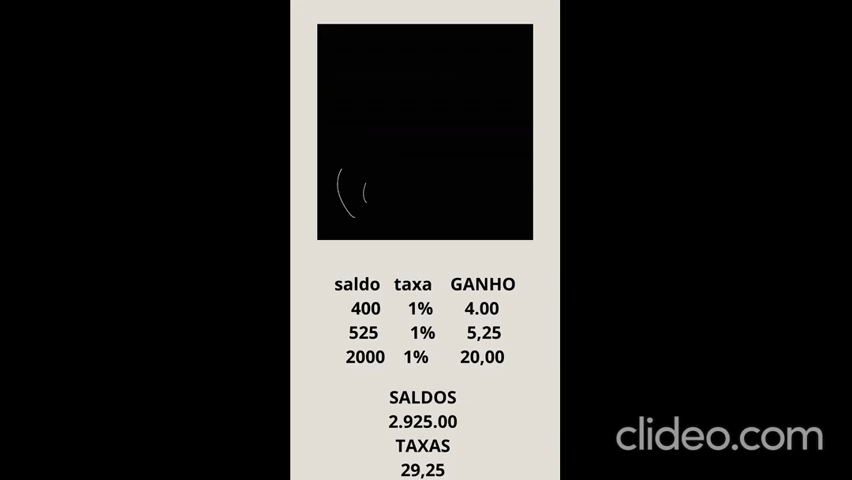 saldo taxa GANHO
400 1% 4.00
525 1% 5,25
2000 1% 20,00
SALDOS
2.925.00
TAXAS
29,25
clideo.com